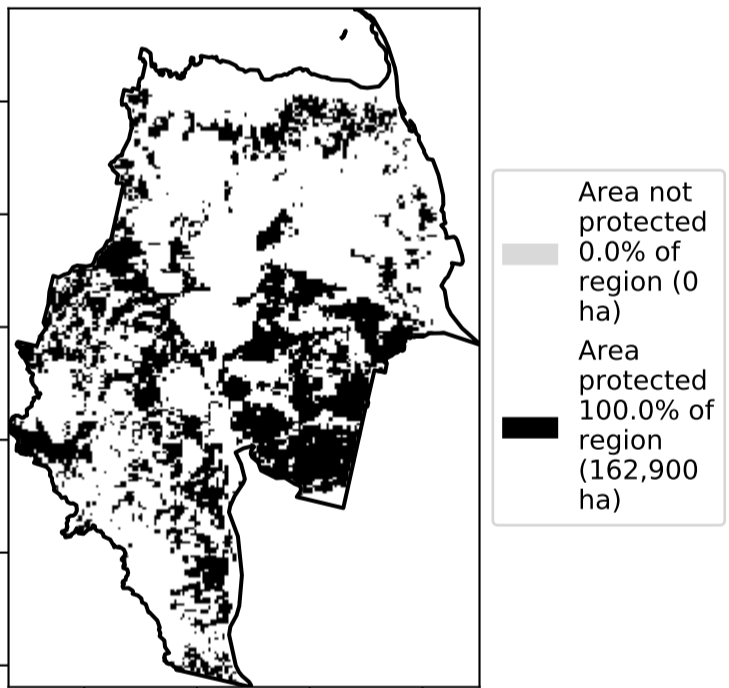 Area not
protected
0.0% of
region (0
ha)
Area
protected
100.0% of
region
(162,900
ha)